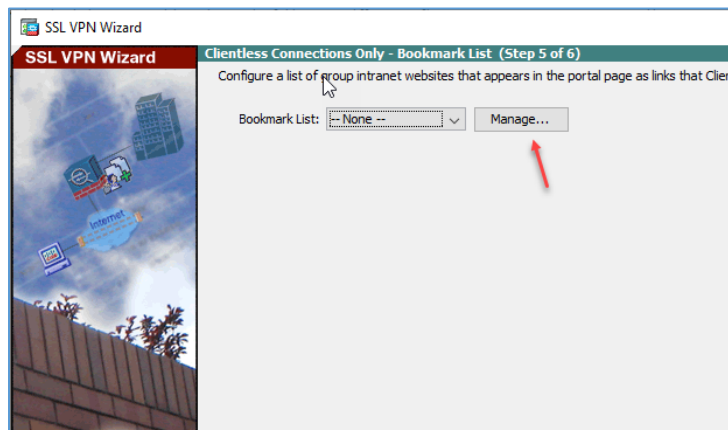 SSL VPN Wizard
SSL VPN Wizard
Clientless Connections Only - Bookmark List (Step 5 of 6)
Configure a list of group intranet websites that appears in the portal page as links that Clie
Bookmark List: -- None -- Manage...
Internet